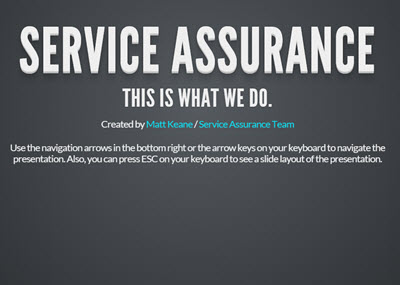 SERVICE ASSURANCE
THIS IS WHAT WE DO.
Created by Matt Keane / Service Assurance Team
Use the navigation arrows in the bottom right or the arrow keys on your keyboard to navigate the
presentation. Also, you can press ESC on your keyboard to see a slide layout of the presentation.